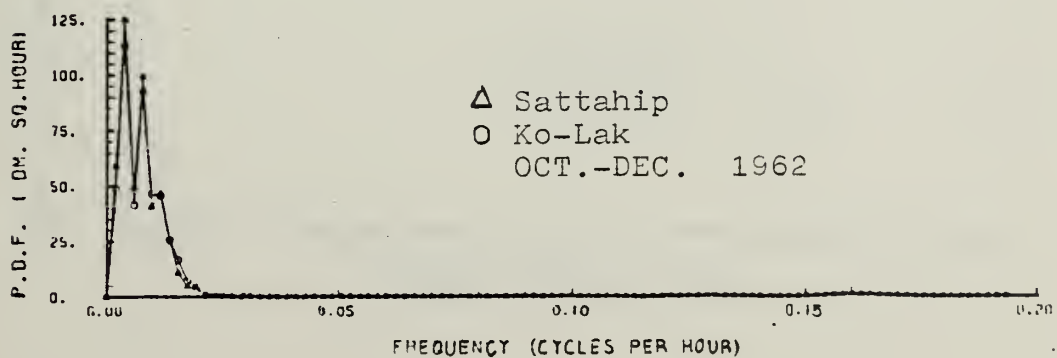 P.D.F. ( DM. SQ.HOUR)
125.
100.
75.
50.
25.
0.
Δ Sattahip
O Ko-Lak
OCT.-DEC. 1962
0.00 0.05 0.10 0.15 0.20
FREQUENCY (CYCLES PER HOUR)